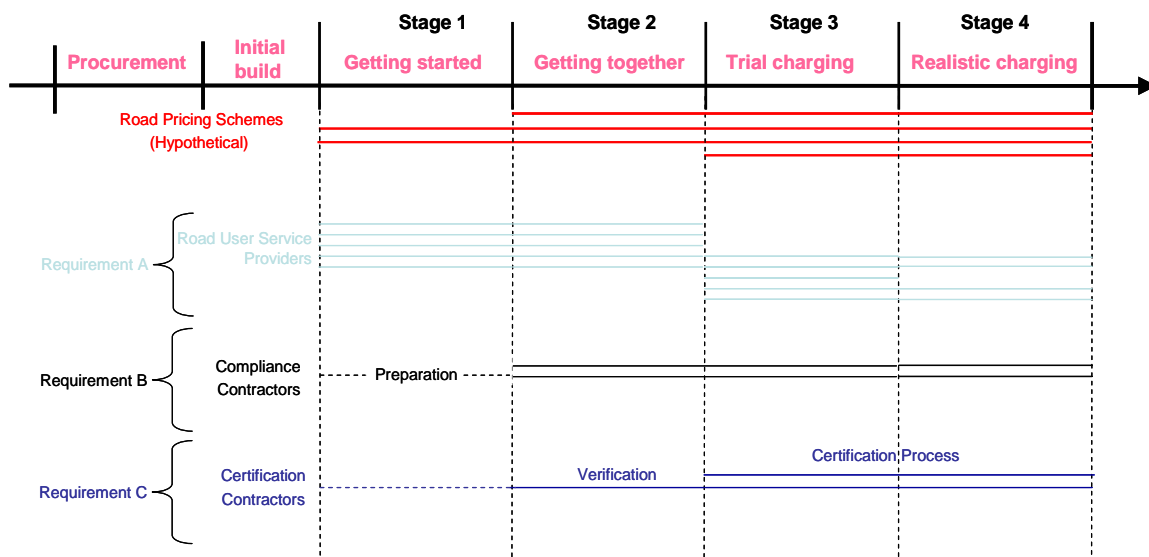 Stage 1
Stage 2
Stage 3
Stage 4
Procurement
Initial
build
Getting started
Getting together
Trial charging
Realistic charging
Road Pricing Schemes
(Hypothetical)
Road User Service
Providers
Requirement A
Compliance
Contractors
Requirement B
Preparation
Certification Process
Certification
Contractors
Verification
Requirement C